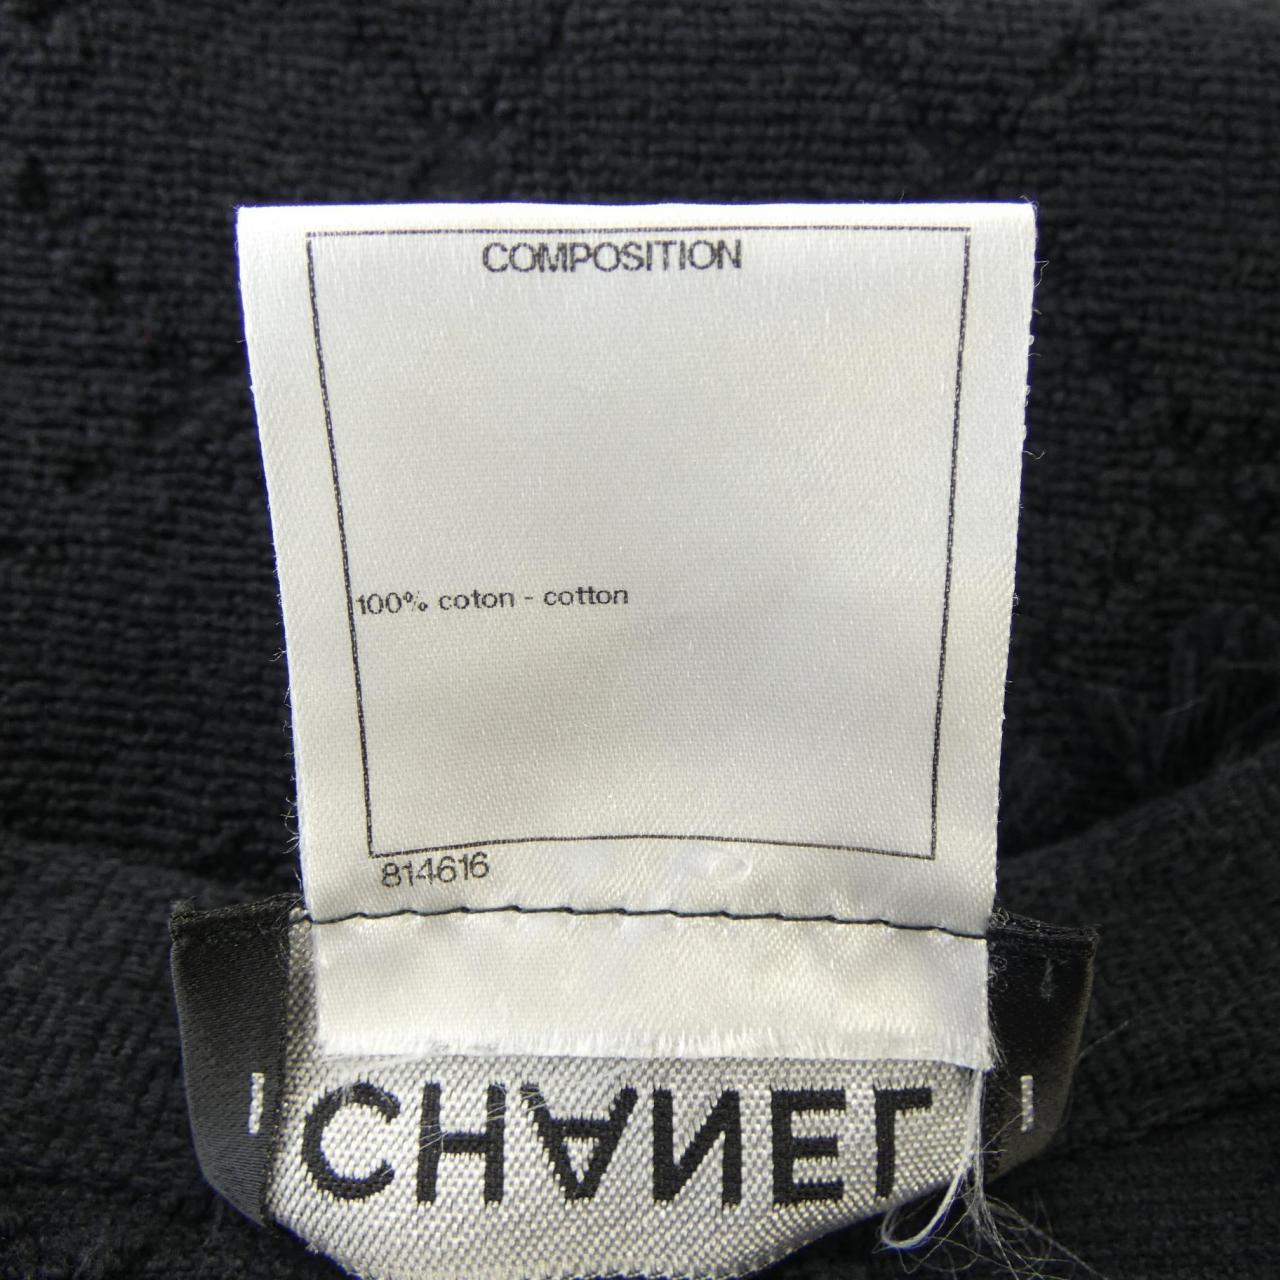 COMPOSITION
100% coton - cotton
814616
CHANEL